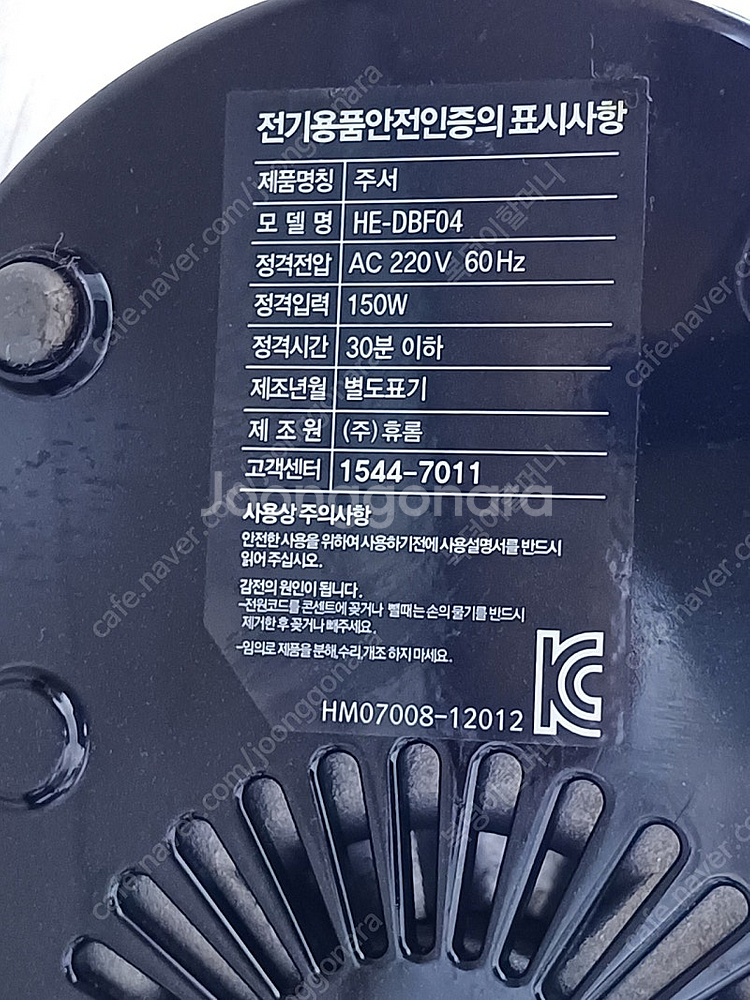 전기용품안전인증의 표시사항
제품명칭 주서
모델명 HE-DBF04
정격전압 AC 220V 60Hz
정격입력 150W
정격시간 30분 이하
제조년월 별도표기
제조원 (주)휴롬
고객센터 1544-7011
사용상 주의사항
안전한 사용을 위하여 사용하기전에 사용설명서를 반드시
읽어 주십시오.
감전의 원인이 됩니다.
-전원코드를 콘센트에 꽂거나 뺄때는 손의 물기를 반드시
제거한 후 꽂거나 빼주세요.
-임의로 제품을 분해,수리,개조 하지 마세요.
HM07008-12012
KC
Joonggonara
cafe.naver.com/joonggonara